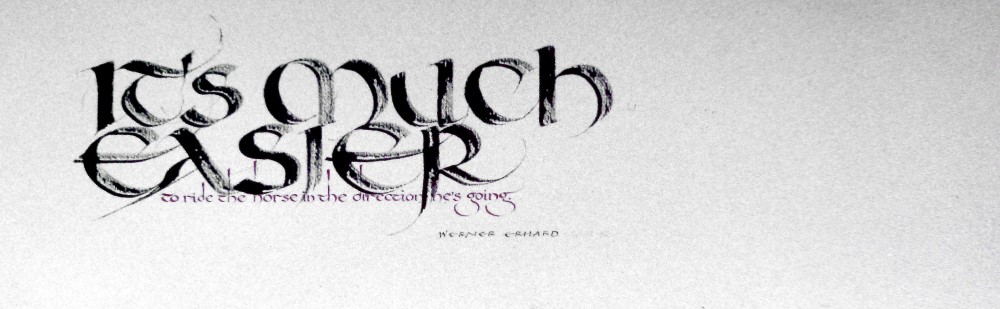 It's Much
EASIER
to ride the horse in the direction he's going.
WERNER ERHARD